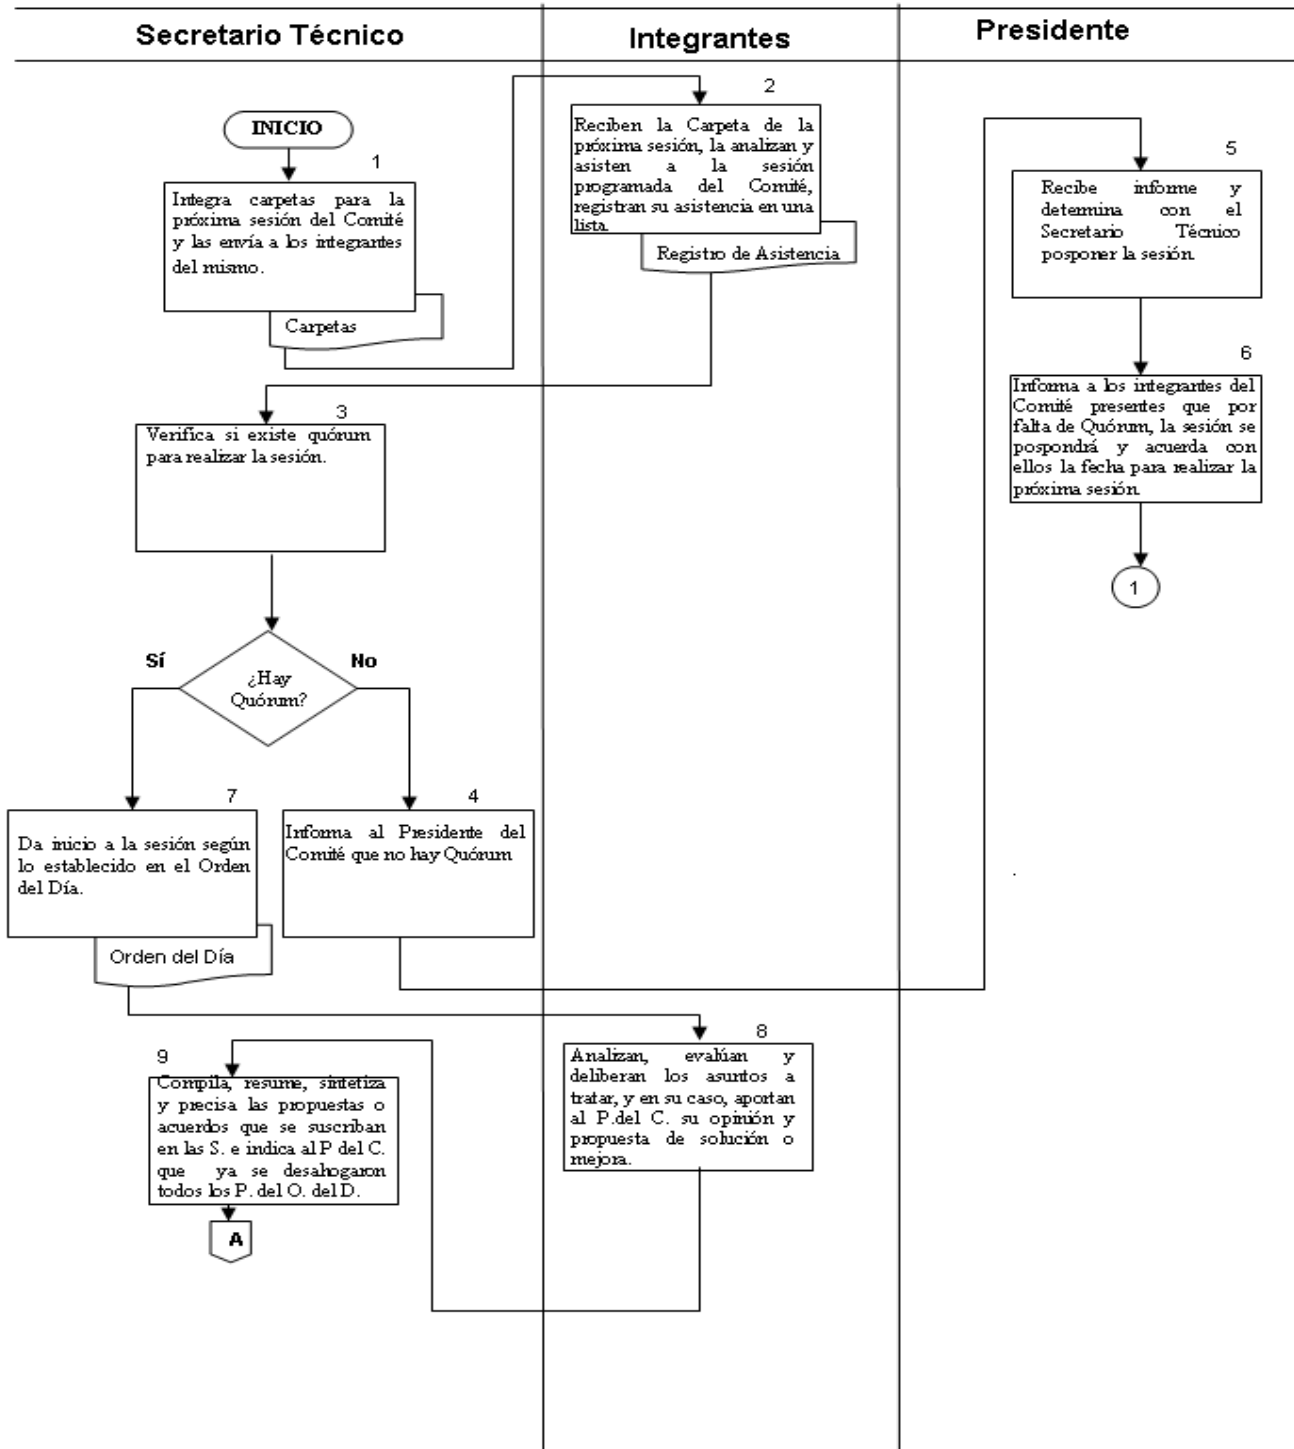 Secretario Técnico
Integrantes
Presidente
INICIO
1
Integra carpetas para la
próxima sesión del Comité
y las envía a los integrantes
del mismo.
Carpetas
2
Reciben la Carpeta de la
próxima sesión, la analizan y
asisten a la sesión
programada del Comité,
registran su asistencia en una
lista.
Registro de Asistencia
3
Verifica si existe quórum
para realizar la sesión.
¿Hay
Quórum?
Sí
No
4
Informa al Presidente del
Comité que no hay Quórum
5
Recibe informe y
determina con el
Secretario Técnico
posponer la sesión.
6
Informa a los integrantes del
Comité presentes que por
falta de Quórum, la sesión se
pospondrá y acuerda con
ellos la fecha para realizar la
próxima sesión.
1
7
Da inicio a la sesión según
lo establecido en el Orden
del Día.
Orden del Día
8
Analizan, evalúan y
deliberan los asuntos a
tratar, y en su caso, aportan
al P.del C. su opinión y
propuesta de solución o
mejora.
9
Compila, resume, sintetiza
y precisa las propuestas o
acuerdos que se suscriban
en las S. e indica al P del C.
que ya se desahogaron
todos los P. del O. del D.
A
.